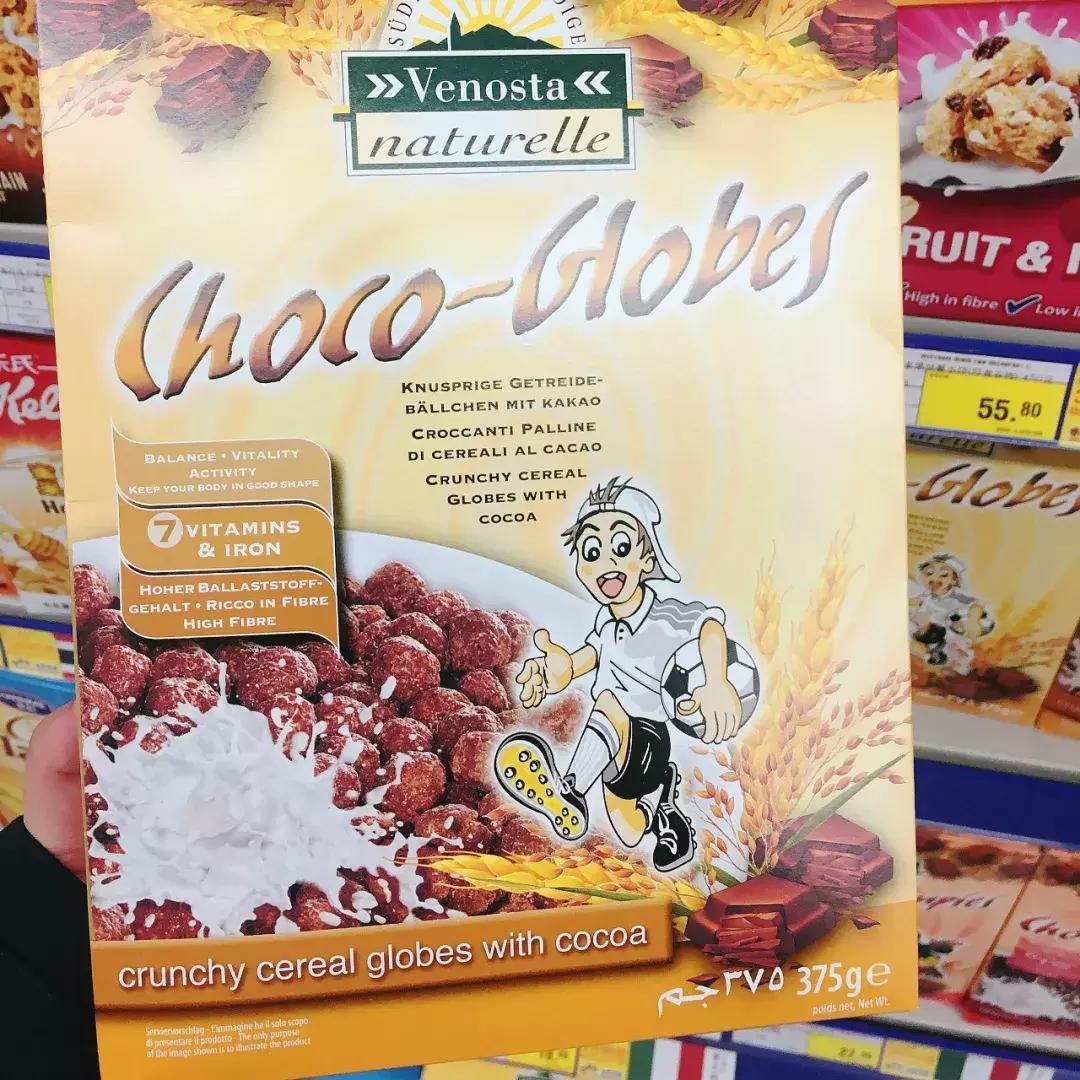 »Venosta«
naturelle
Choco-Globes
KNUSPRIGE GETREIDE-
BÄLLCHEN MIT KAKAO
CROCCANTI PALLINE
DI CEREALI AL CACAO
CRUNCHY CEREAL
GLOBES WITH
COCOA
BALANCE • VITALITY
ACTIVITY
KEEP YOUR BODY IN GOOD SHAPE
7 VITAMINS
& IRON
HOHER BALLASTSTOFF-
GEHALT • RICCO IN FIBRE
HIGH FIBRE
crunchy cereal globes with cocoa
٣٧٥ جم 375g e
poids net, Net Wt.
Serviervorschlag - L'immagine ha il solo scopo
di presentare il prodotto - The only purpose
of the image shown is to illustrate the product
RUIT &
High in fibre Low
55.80
-Globes
Kel